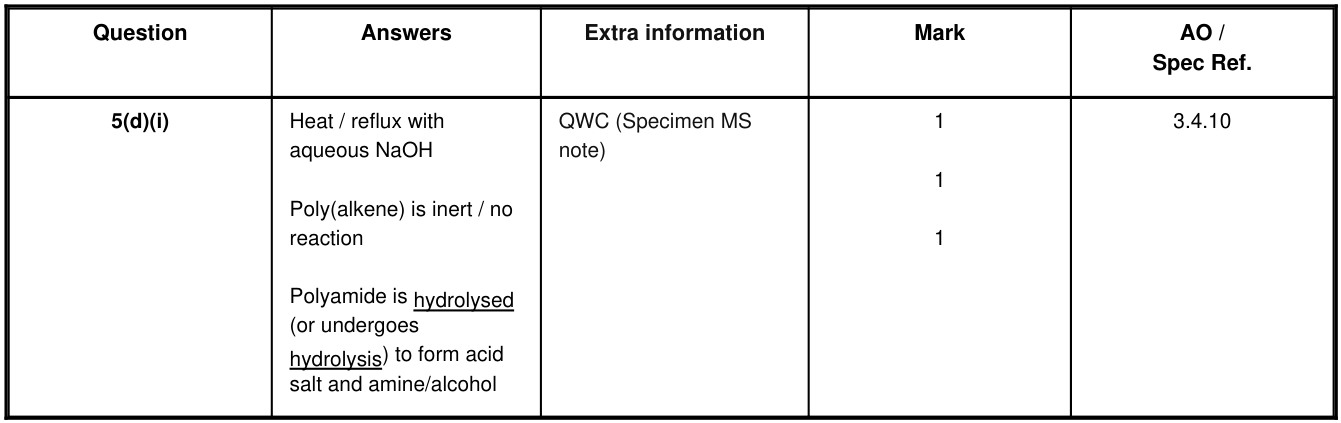 Question
Answers
Extra information
Mark
AO /
Spec Ref.
5(d)(i)
Heat / reflux with
aqueous NaOH
Poly(alkene) is inert / no
reaction
Polyamide is hydrolysed
(or undergoes
hydrolysis) to form acid
salt and amine/alcohol
QWC (Specimen MS
note)
1
1
1
3.4.10